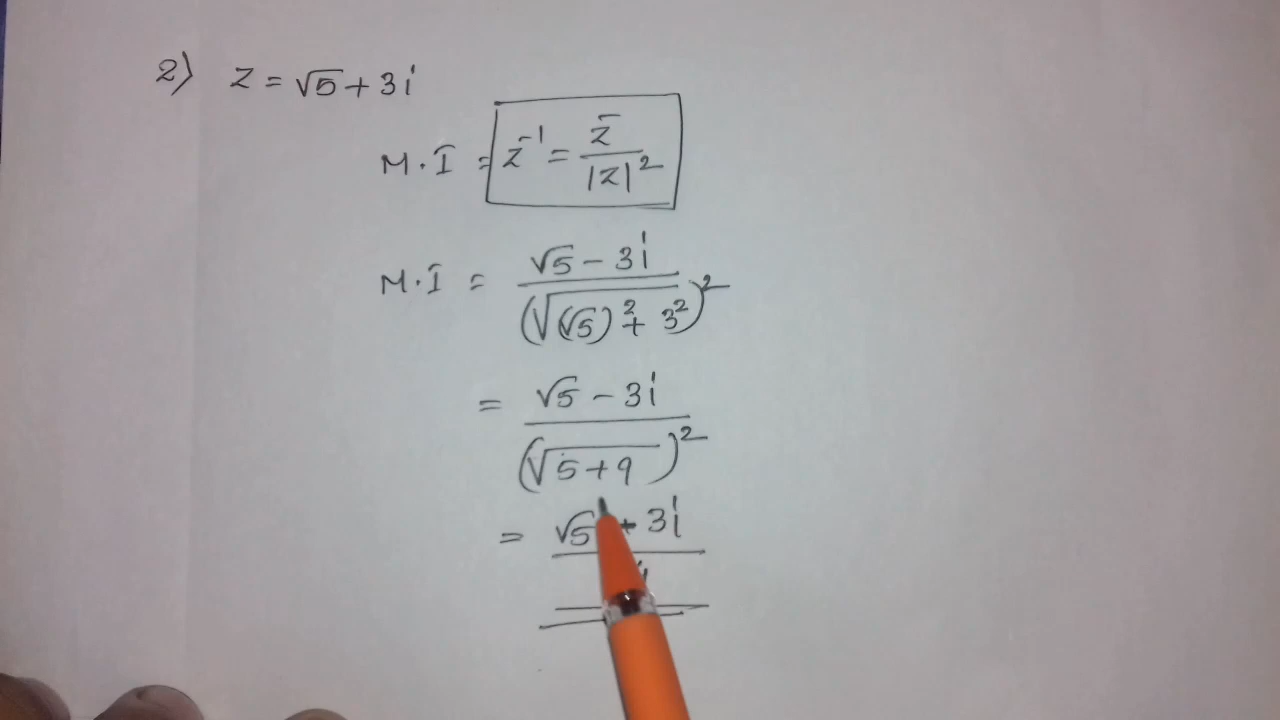 2) z = √5 + 3i
M.I = z⁻¹ = z̄ / |z|²
M.I = √5 − 3i / (√(√5)² + 3²)²
= √5 − 3i / (√5+9)²
= √5 + 3i